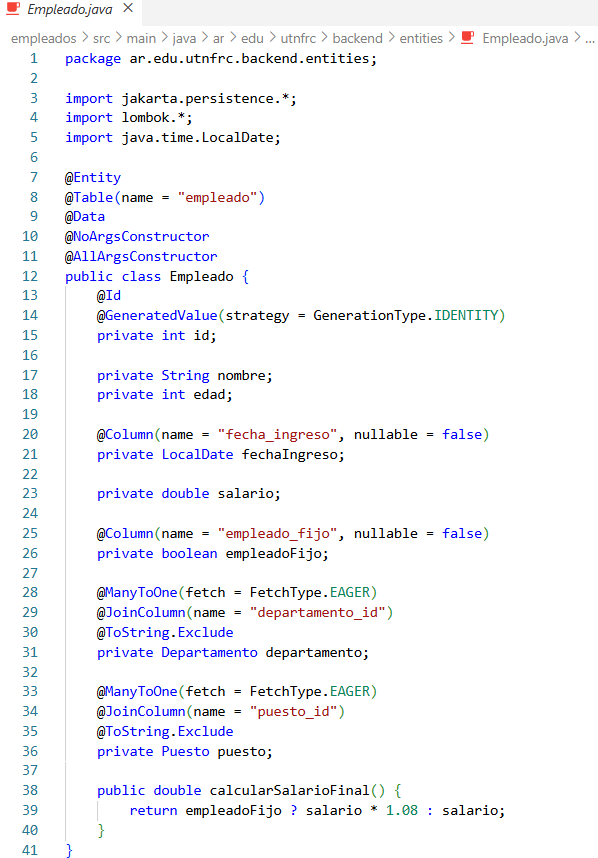 Empleado.java ×
empleados > src > main > java > ar > edu > utnfrc > backend > entities > Empleado.java > ...
1 package ar.edu.utnfrc.backend.entities;
2
3 import jakarta.persistence.*;
4 import lombok.*;
5 import java.time.LocalDate;
6
7 @Entity
8 @Table(name = "empleado")
9 @Data
10 @NoArgsConstructor
11 @AllArgsConstructor
12 public class Empleado {
13     @Id
14     @GeneratedValue(strategy = GenerationType.IDENTITY)
15     private int id;
16
17     private String nombre;
18     private int edad;
19
20     @Column(name = "fecha_ingreso", nullable = false)
21     private LocalDate fechaIngreso;
22
23     private double salario;
24
25     @Column(name = "empleado_fijo", nullable = false)
26     private boolean empleadoFijo;
27
28     @ManyToOne(fetch = FetchType.EAGER)
29     @JoinColumn(name = "departamento_id")
30     @ToString.Exclude
31     private Departamento departamento;
32
33     @ManyToOne(fetch = FetchType.EAGER)
34     @JoinColumn(name = "puesto_id")
35     @ToString.Exclude
36     private Puesto puesto;
37
38     public double calcularSalarioFinal() {
39         return empleadoFijo ? salario * 1.08 : salario;
40     }
41 }